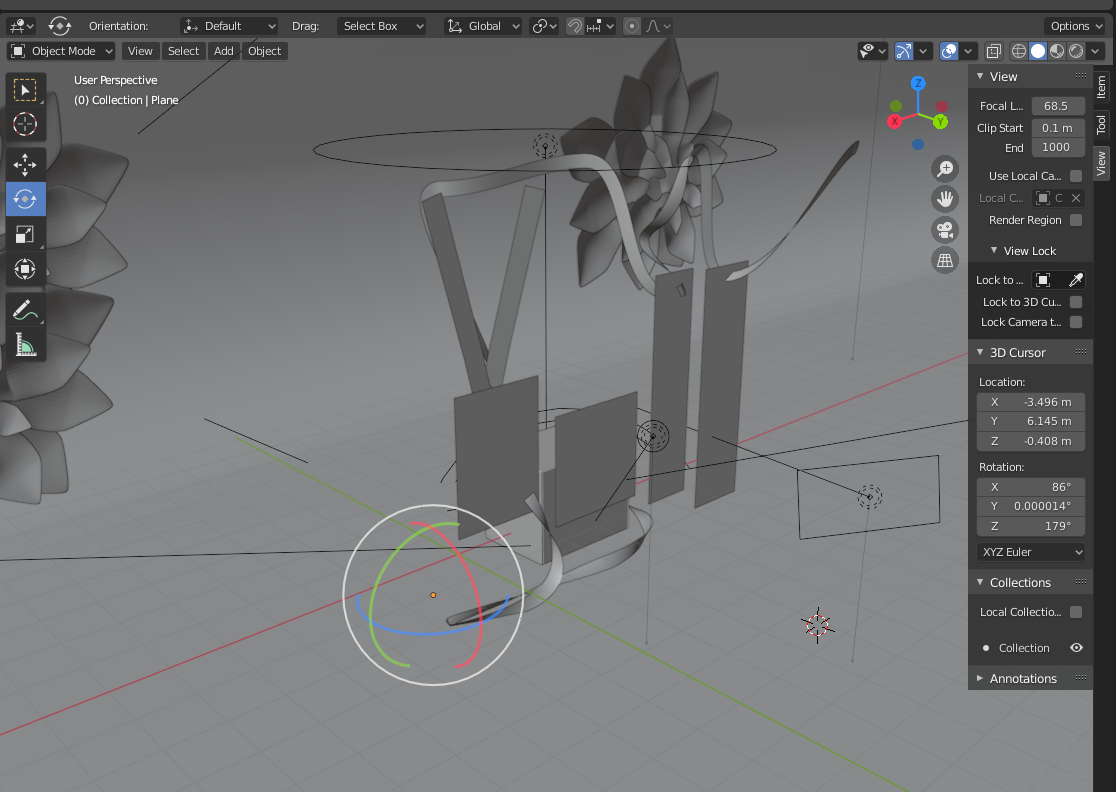 Orientation: Default Drag: Select Box Global Options
Object Mode View Select Add Object
User Perspective
(0) Collection | Plane
Z
X
Y
View
Focal L... 68.5
Clip Start 0.1 m
End 1000
Use Local Ca...
Local C... C
Render Region
View Lock
Lock to ...
Lock to 3D Cu...
Lock Camera t...
3D Cursor
Location:
X -3.496 m
Y 6.145 m
Z -0.408 m
Rotation:
X 86°
Y 0.000014°
Z 179°
XYZ Euler
Collections
Local Collectio...
Collection
Annotations
Item
Tool
View